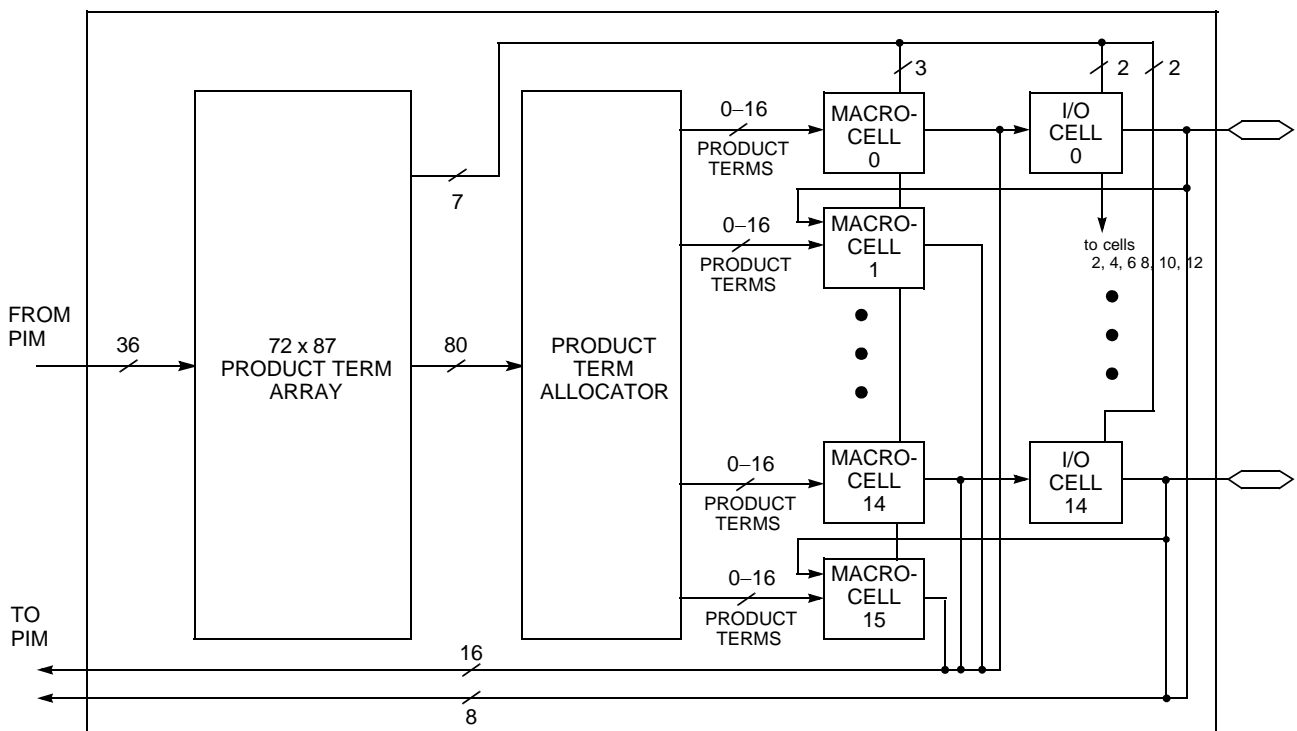 3
2
2
0–16
MACRO-
CELL
0
I/O
CELL
0
PRODUCT
TERMS
7
0–16
MACRO-
CELL
1
PRODUCT
TERMS
to cells
2, 4, 6 8, 10, 12
FROM
PIM
36
72 x 87
PRODUCT TERM
ARRAY
80
PRODUCT
TERM
ALLOCATOR
0–16
MACRO-
CELL
14
I/O
CELL
14
PRODUCT
TERMS
0–16
MACRO-
CELL
15
PRODUCT
TERMS
TO
PIM
16
8